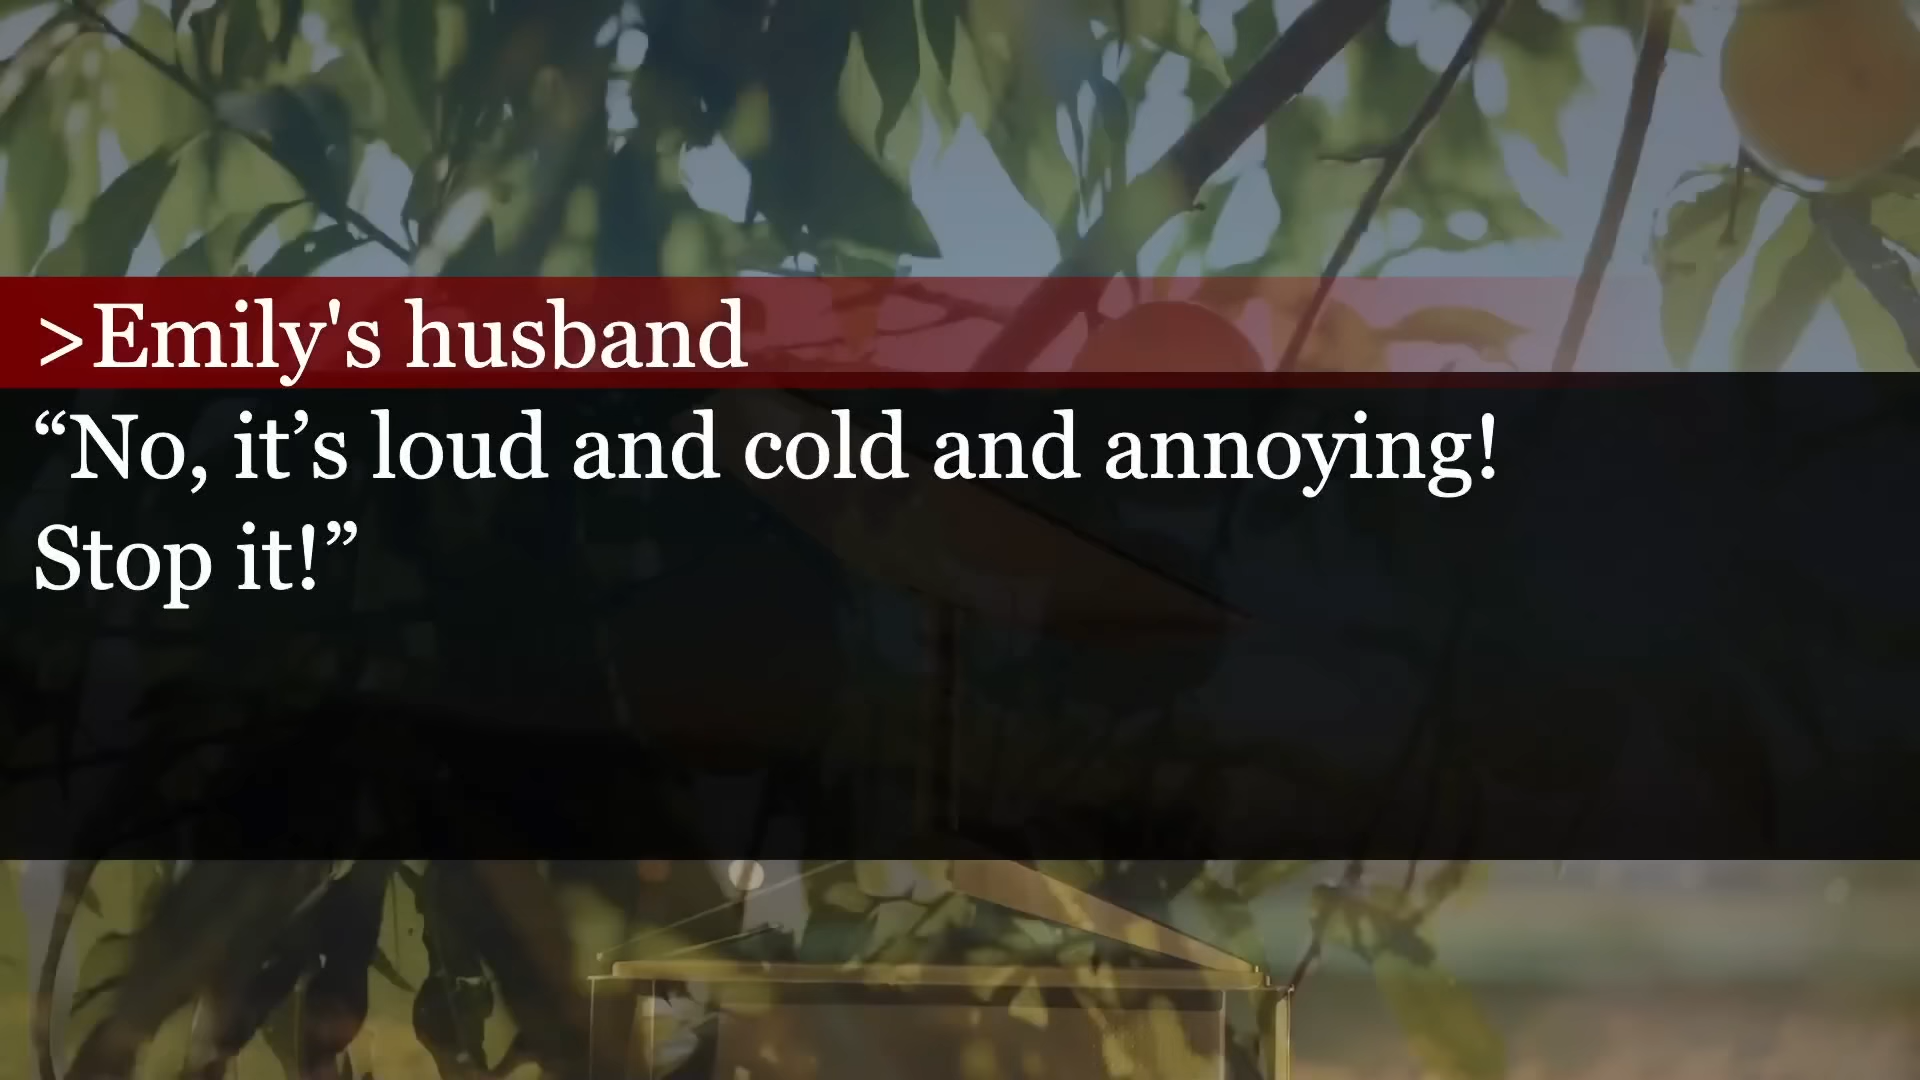 >Emily's husband
“No, it’s loud and cold and annoying!
Stop it!”